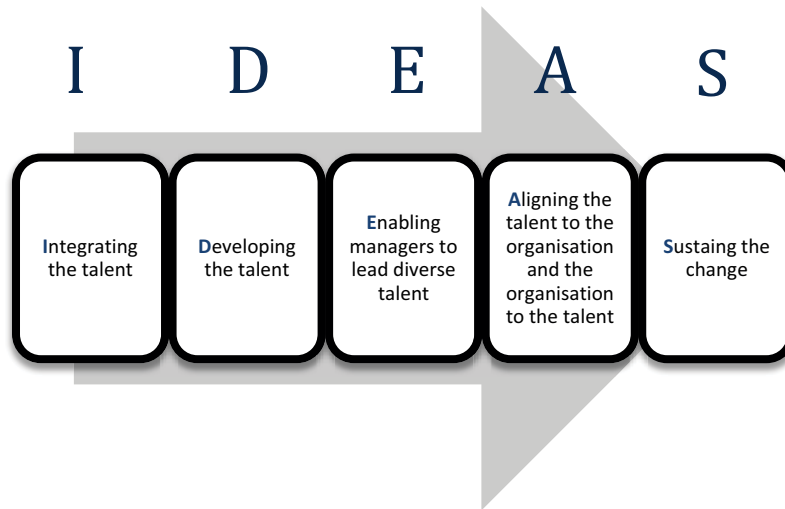 I D E A S
Integrating
the talent
Developing
the talent
Enabling
managers to
lead diverse
talent
Aligning the
talent to the
organisation
and the
organisation
to the talent
Sustaing the
change